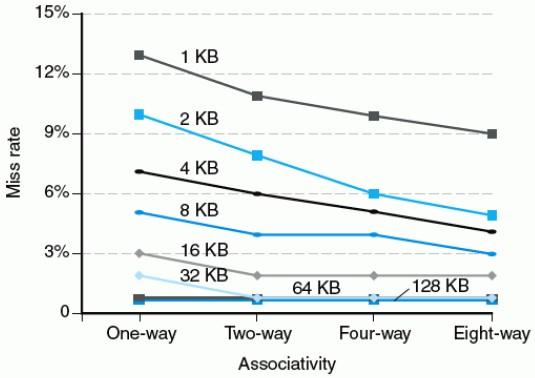 15%
12%
9%
6%
3%
0
Miss rate
1 KB
2 KB
4 KB
8 KB
16 KB
32 KB
64 KB
128 KB
One-way Two-way Four-way Eight-way
Associativity